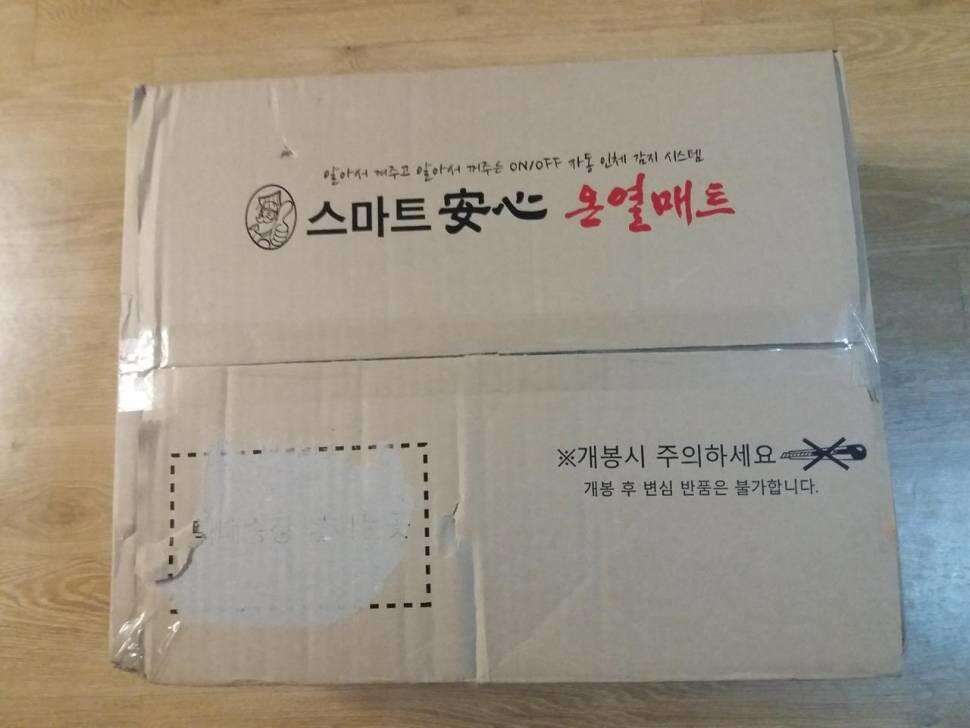 알아서 켜주고 알아서 꺼주는 ON/OFF 자동 인체 감지 시스템
스마트 安心 온열매트
※개봉시 주의하세요
개봉 후 변심 반품은 불가합니다.